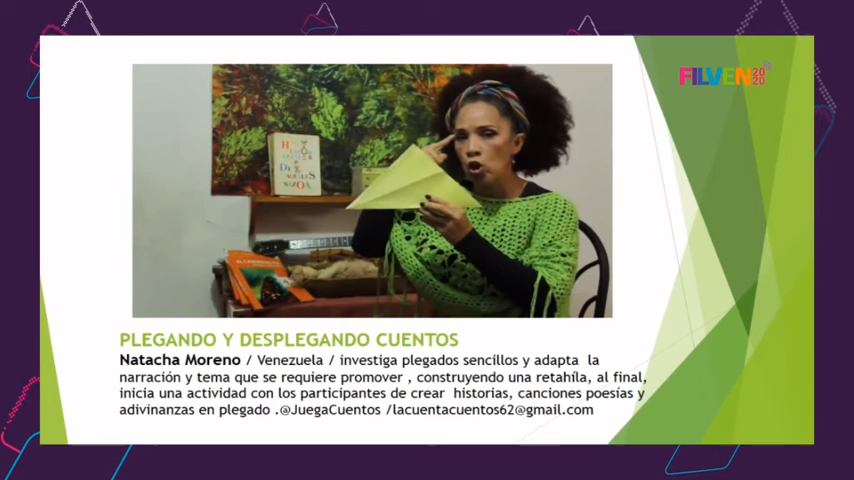 FILVEN 2020
PLEGANDO Y DESPLEGANDO CUENTOS
Natacha Moreno / Venezuela / investiga plegados sencillos y adapta la
narración y tema que se requiere promover , construyendo una retahíla, al final,
inicia una actividad con los participantes de crear historias, canciones poesías y
adivinanzas en plegado .@JuegaCuentos /lacuentacuentos62@gmail.com